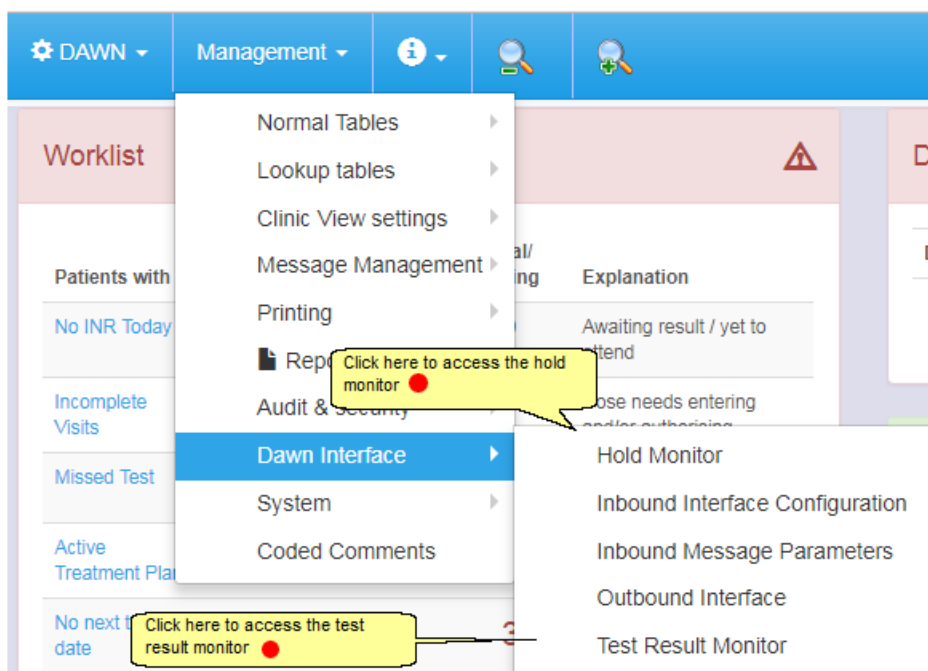 DAWN
Management
Normal Tables
Lookup tables
Clinic View settings
Message Management
Printing
Click here to access the hold
monitor
Audit &
Dawn Interface
System
Coded Comments
Hold Monitor
Inbound Interface Configuration
Inbound Message Parameters
Outbound Interface
Test Result Monitor
Worklist
Patients with
Explanation
No INR Today
Awaiting result / yet to
Incomplete
Visits
needs entering
Missed Test
Active
Treatment
No next
date
Click here to access the test
result monitor